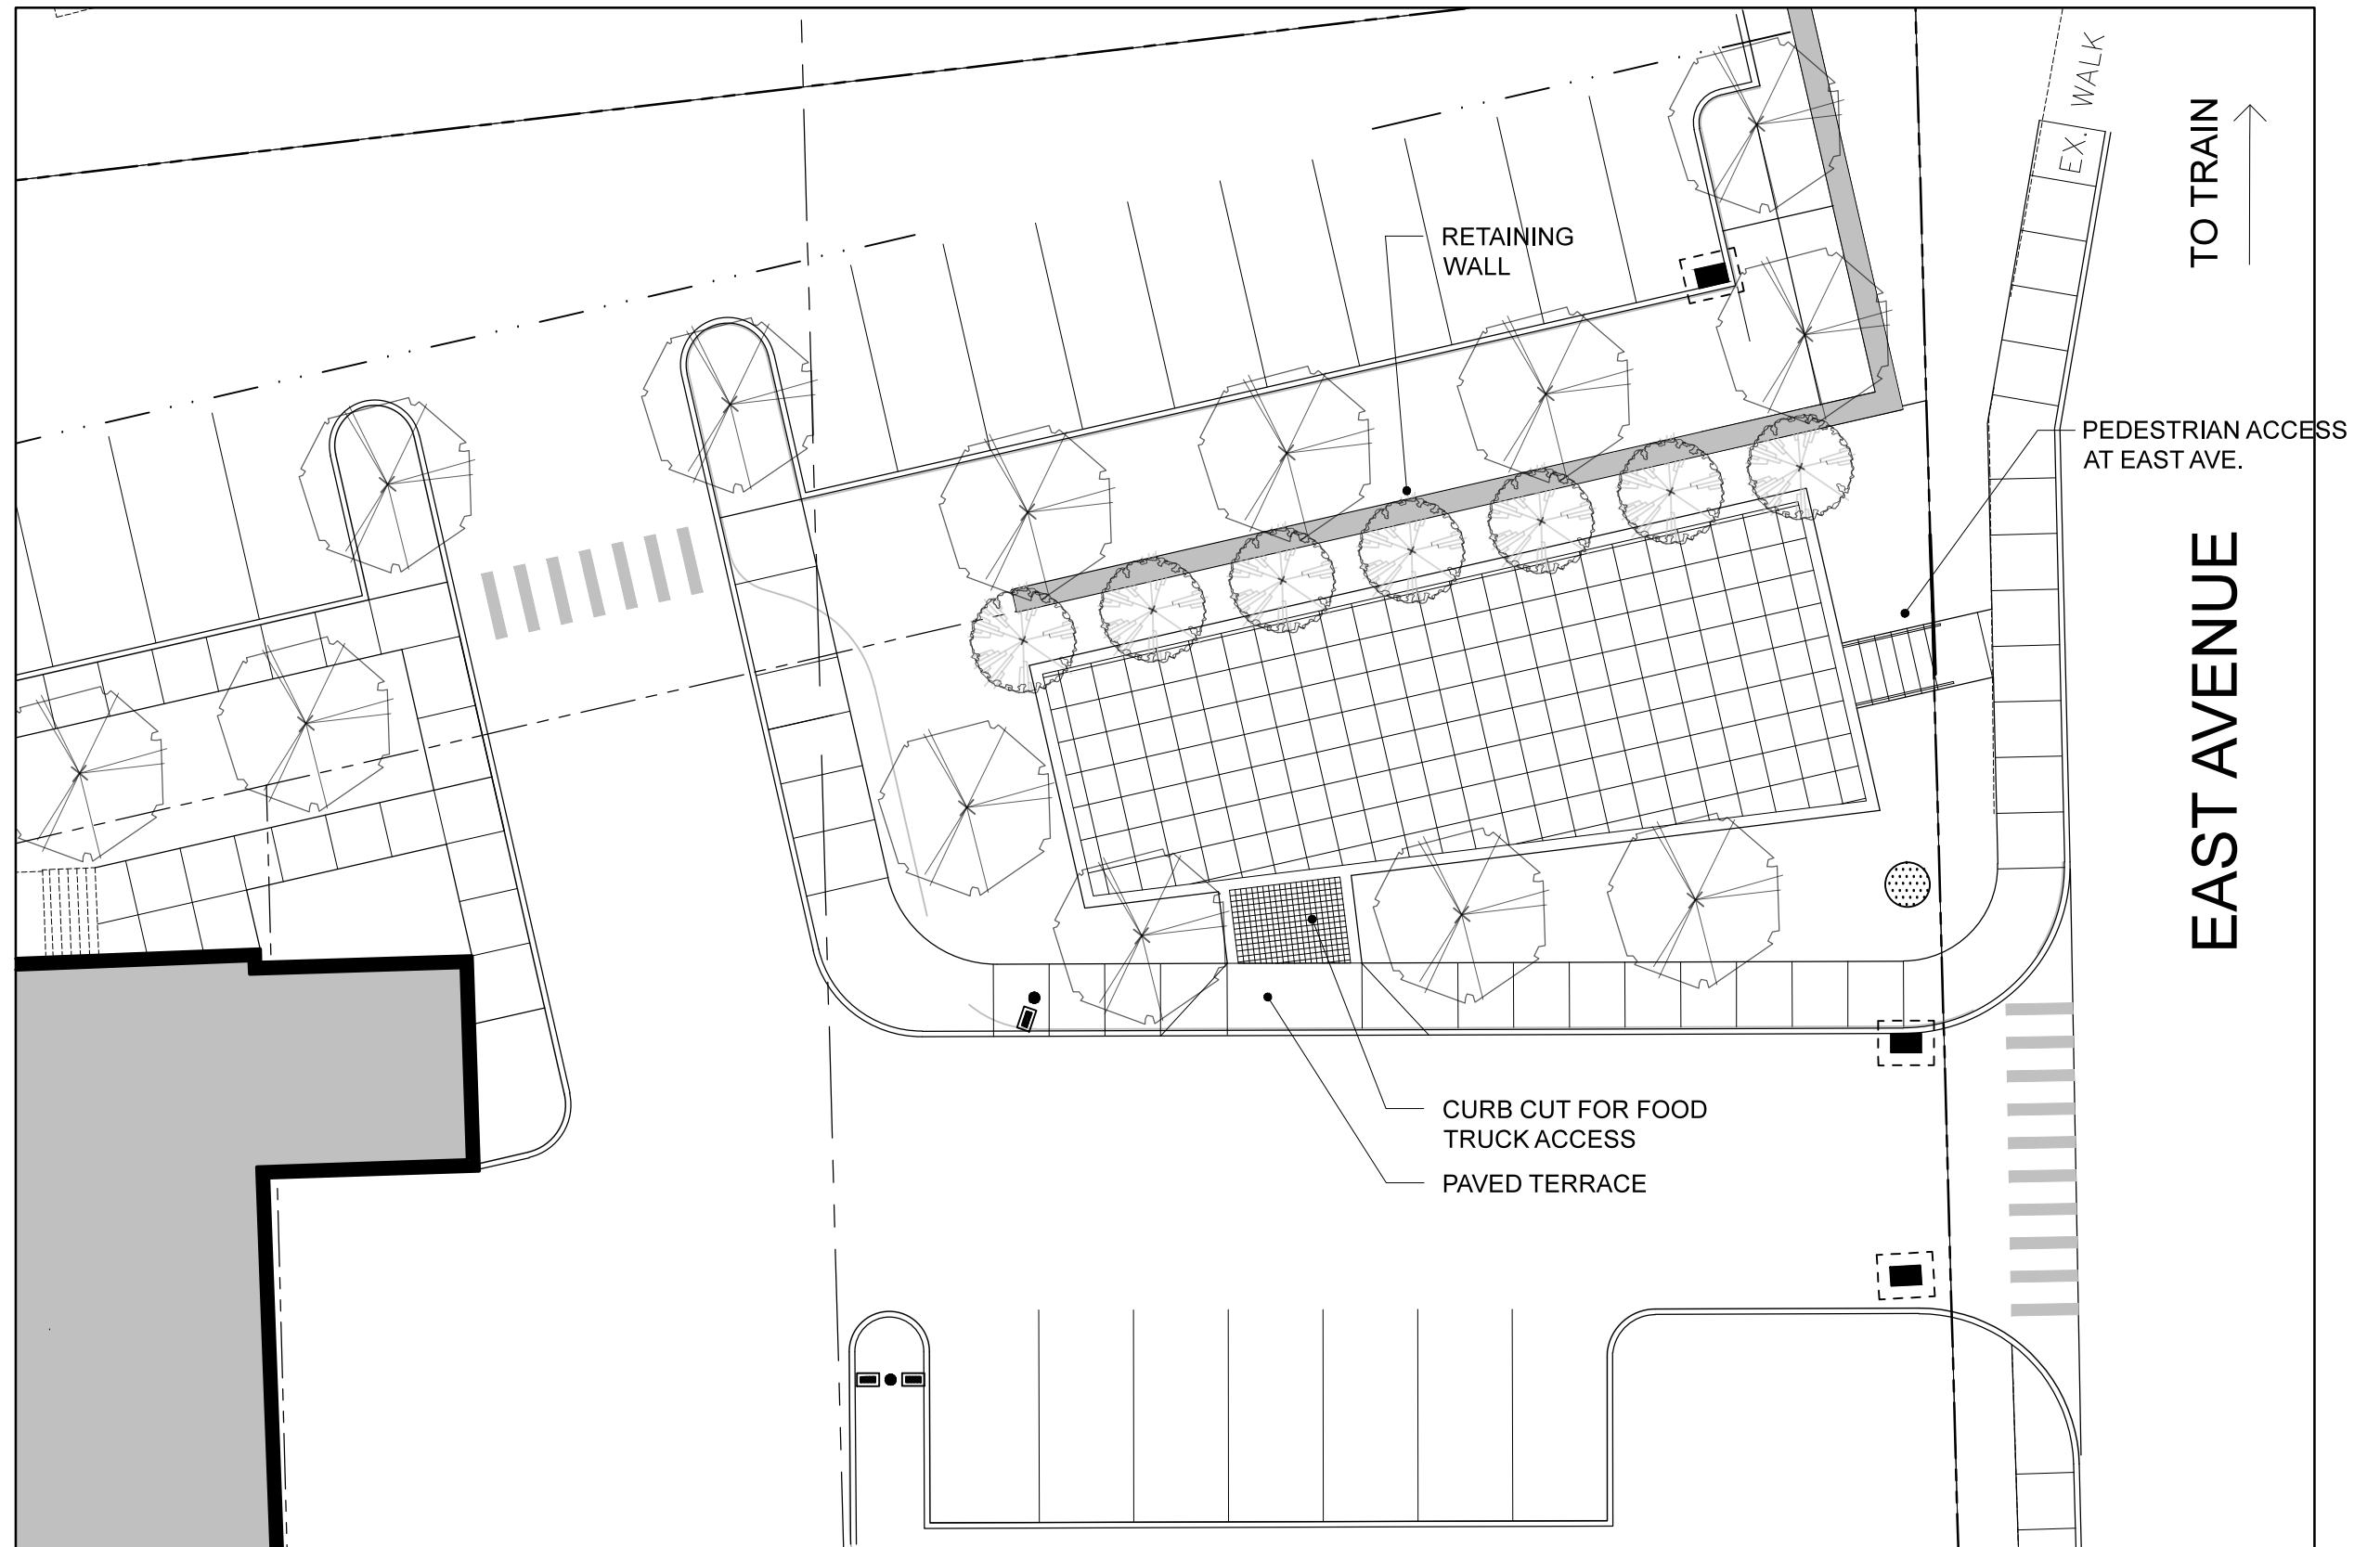 EX. WALK
TO TRAIN
RETAINING
WALL
PEDESTRIAN ACCESS
AT EAST AVE.
EAST AVENUE
CURB CUT FOR FOOD
TRUCK ACCESS
PAVED TERRACE